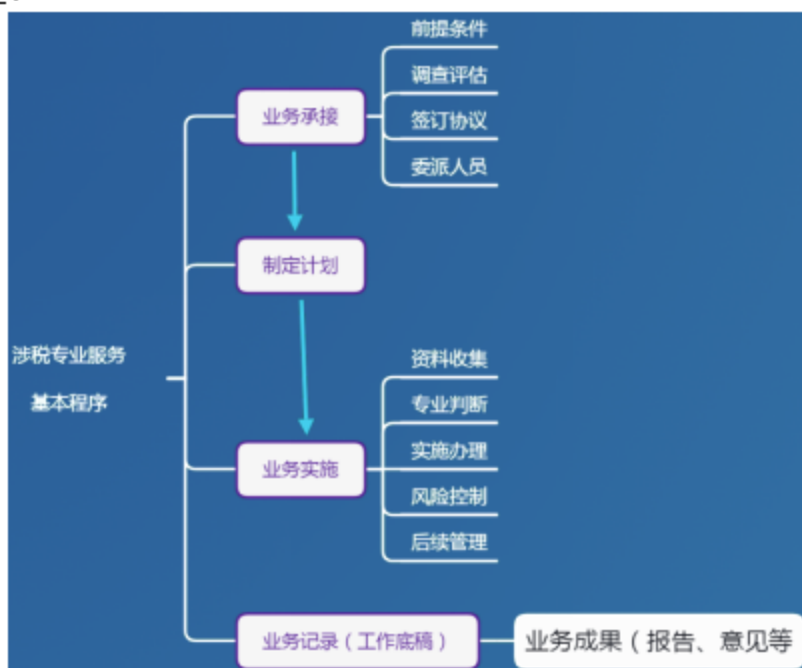 前提条件
调查评估
业务承接
签订协议
委派人员
制定计划
涉税专业服务
基本程序
资料收集
专业判断
实施办理
业务实施
风险控制
后续管理
业务记录（工作底稿）
业务成果（报告、意见等